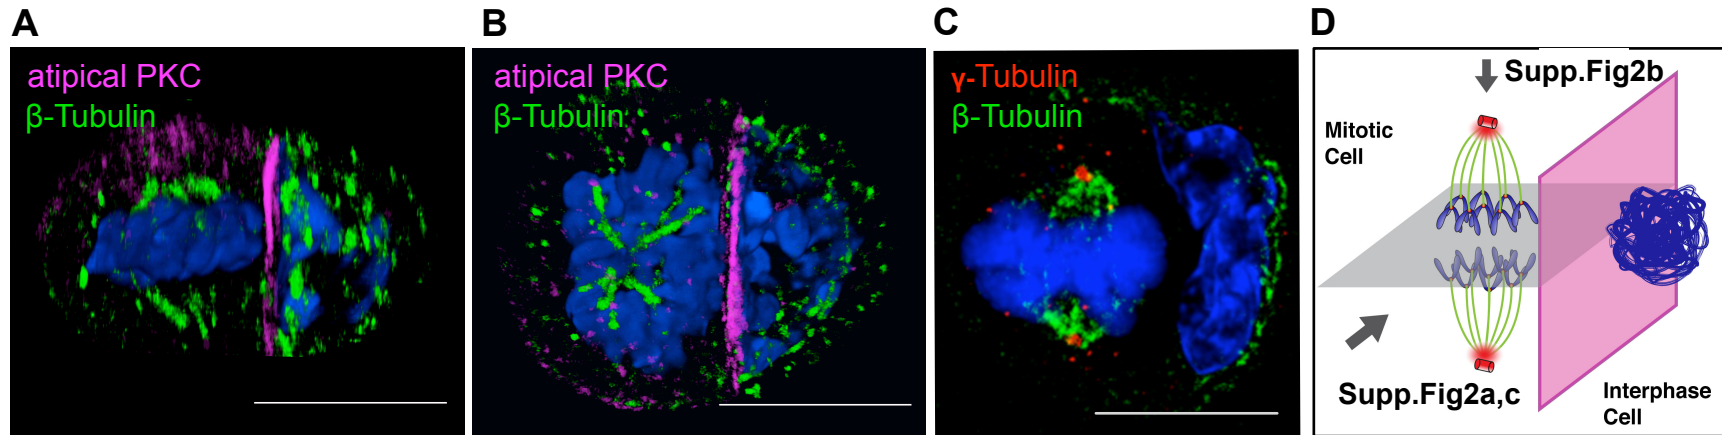 A
B
C
D
atipical PKC
β-Tubulin
atipical PKC
β-Tubulin
γ-Tubulin
β-Tubulin
Supp.Fig2b
Mitotic
Cell
Supp.Fig2a,c
Interphase
Cell